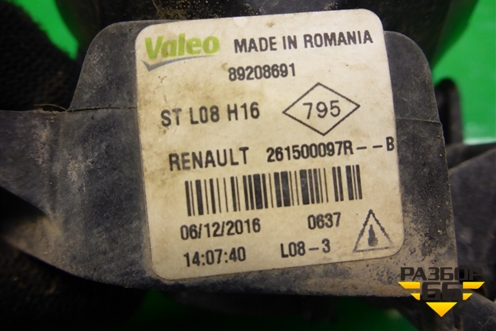 Valeo MADE IN ROMANIA
89208691
ST L08 H16 795
RENAULT 261500097R--B
06/12/2016 0637
14:07:40 L08-3
РАЗБОР
66